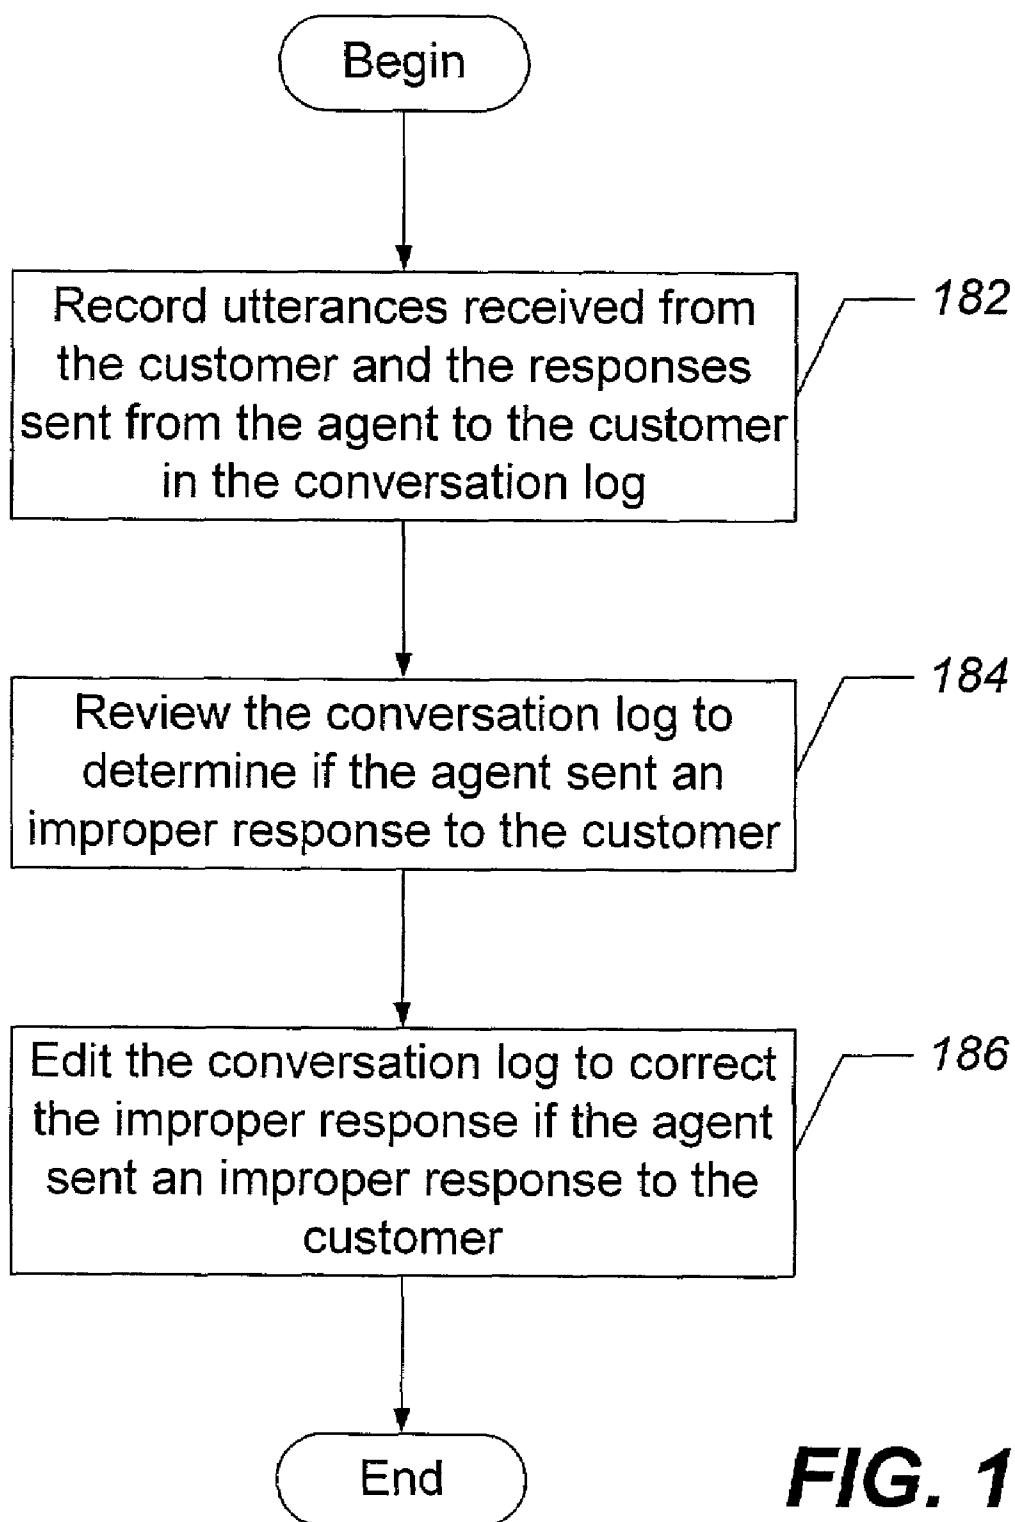 Begin
Record utterances received from
the customer and the responses
sent from the agent to the customer
in the conversation log
182
Review the conversation log to
determine if the agent sent an
improper response to the customer
184
Edit the conversation log to correct
the improper response if the agent
sent an improper response to the
customer
186
End
FIG. 1